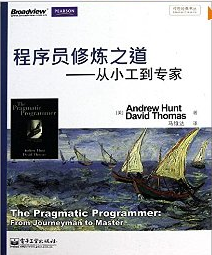 Broadview
PEARSON
程序员修炼之道
——从小工到专家
The
Pragmatic
Programmer
[美] Andrew Hunt 著
David Thomas
马维达 译
The Pragmatic Programmer:
From Journeyman to Master
电子工业出版社